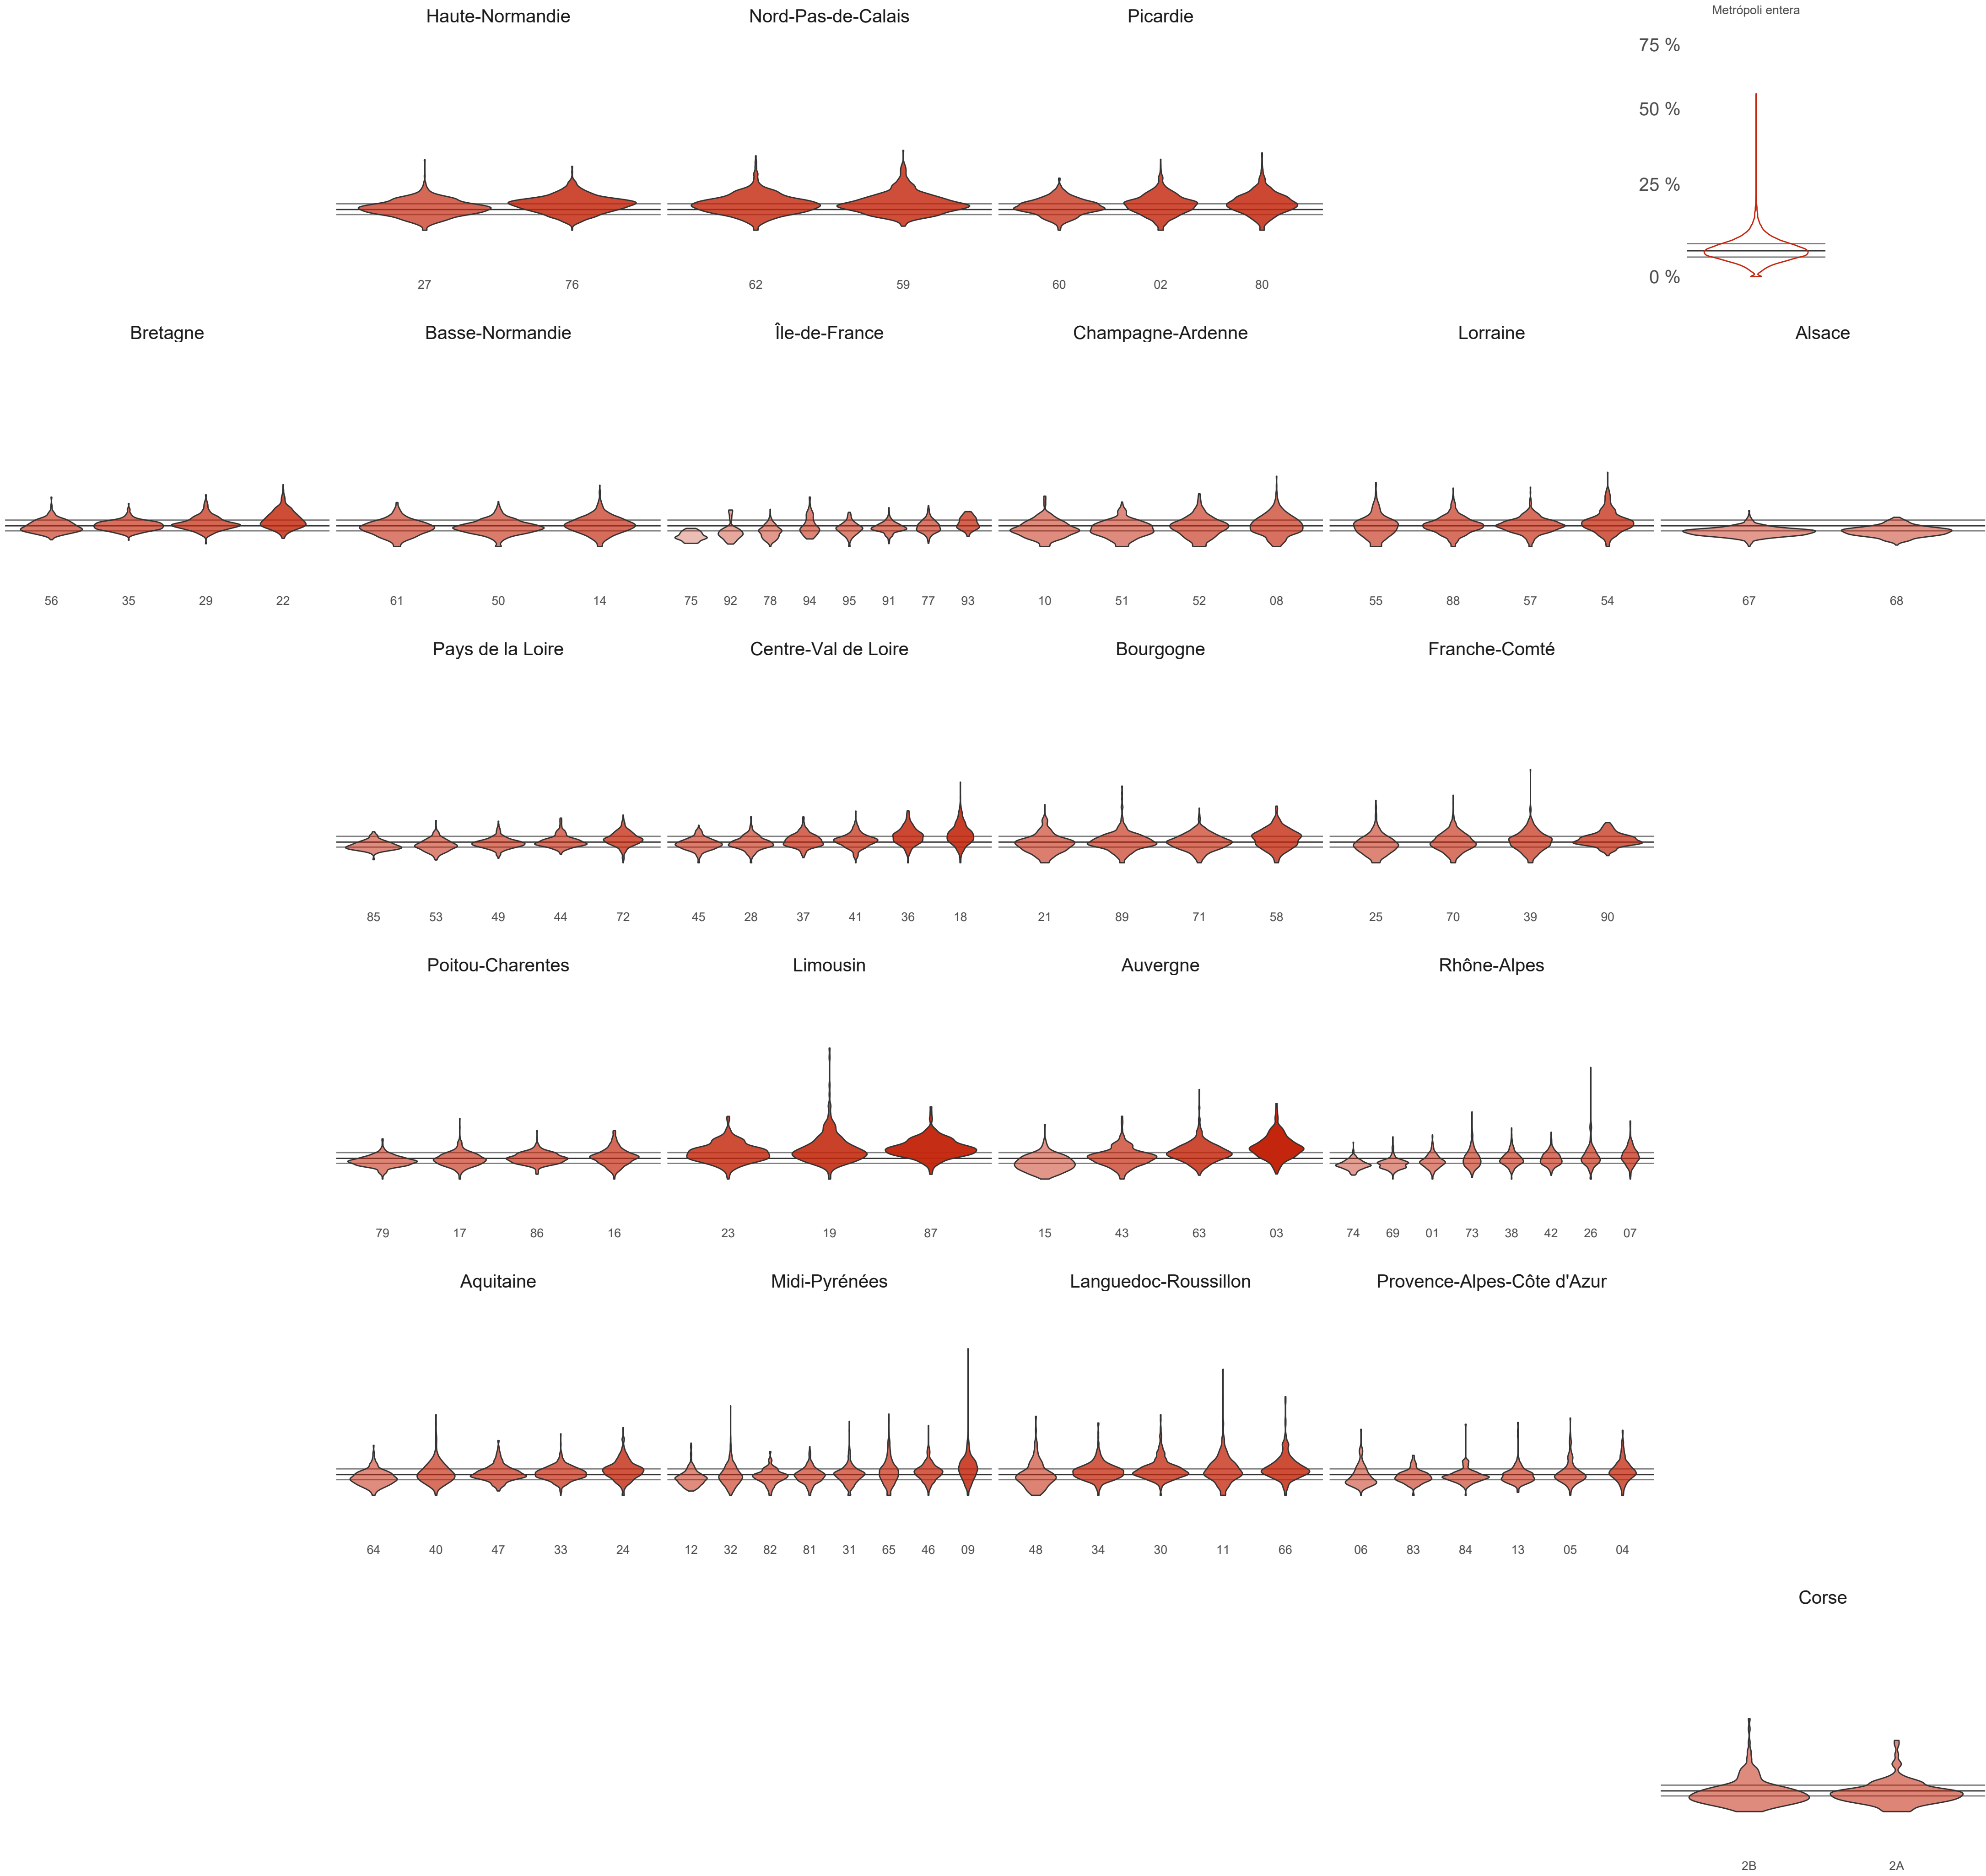 Haute-Normandie Nord-Pas-de-Calais Picardie Metrópoli entera
75 %
50 %
25 %
0 %
27 76 62 59 60 02 80
Bretagne Basse-Normandie Île-de-France Champagne-Ardenne Lorraine Alsace
56 35 29 22 61 50 14 75 92 78 94 95 91 77 93 10 51 52 08 55 88 57 54 67 68
Pays de la Loire Centre-Val de Loire Bourgogne Franche-Comté
85 53 49 44 72 45 28 37 41 36 18 21 89 71 58 25 70 39 90
Poitou-Charentes Limousin Auvergne Rhône-Alpes
79 17 86 16 23 19 87 15 43 63 03 74 69 01 73 38 42 26 07
Aquitaine Midi-Pyrénées Languedoc-Roussillon Provence-Alpes-Côte d'Azur
64 40 47 33 24 12 32 82 81 31 65 46 09 48 34 30 11 66 06 83 84 13 05 04
Corse
2B 2A